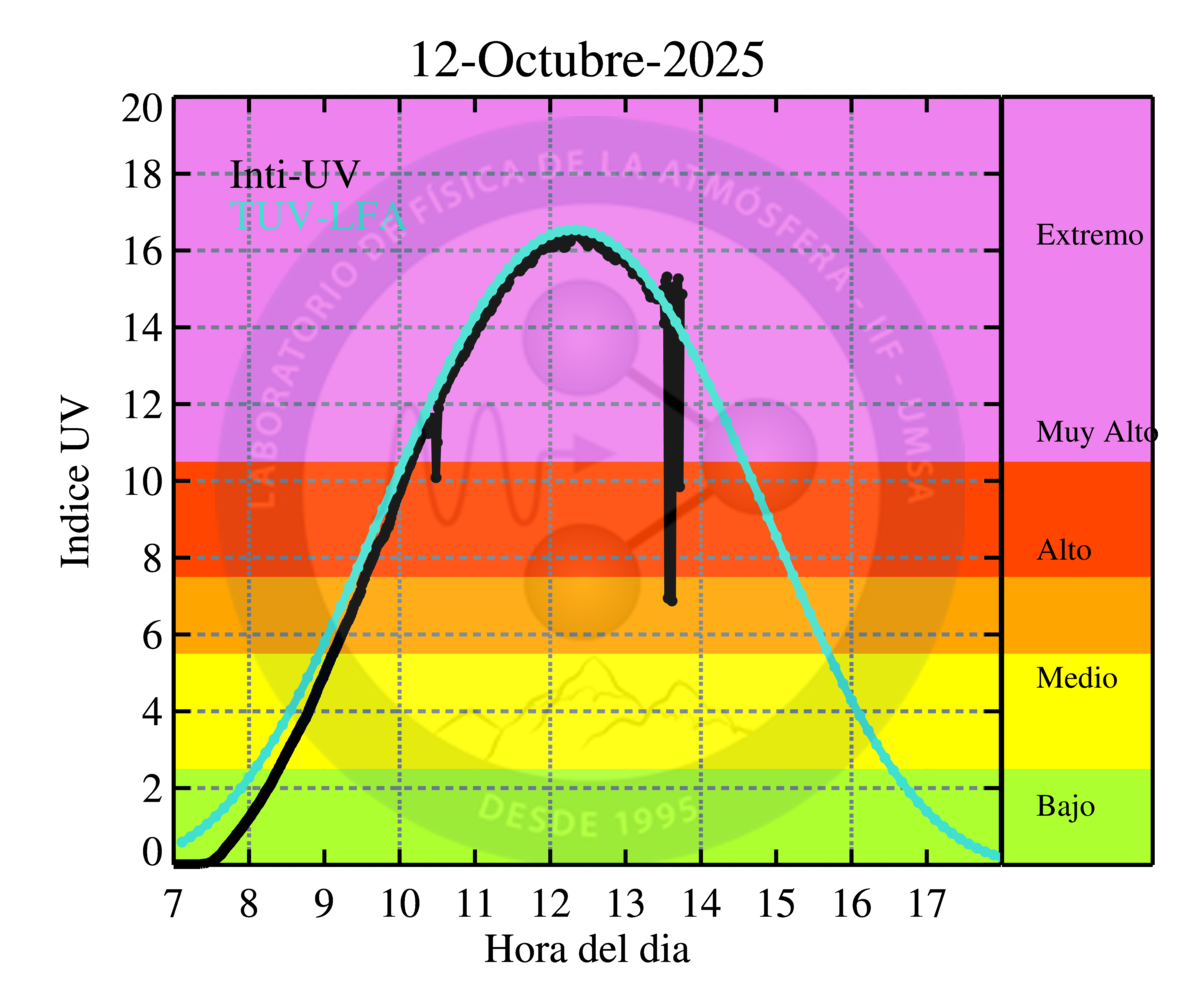 12-Octubre-2025
20
18
16
14
12
10
8
6
4
2
0
Indice UV
Inti-UV
TUV-LFA
LABORATORIO DE FÍSICA DE LA ATMÓSFERA - IIF - UMSA
DESDE 1995
Extremo
Muy Alto
Alto
Medio
Bajo
7 8 9 10 11 12 13 14 15 16 17
Hora del dia